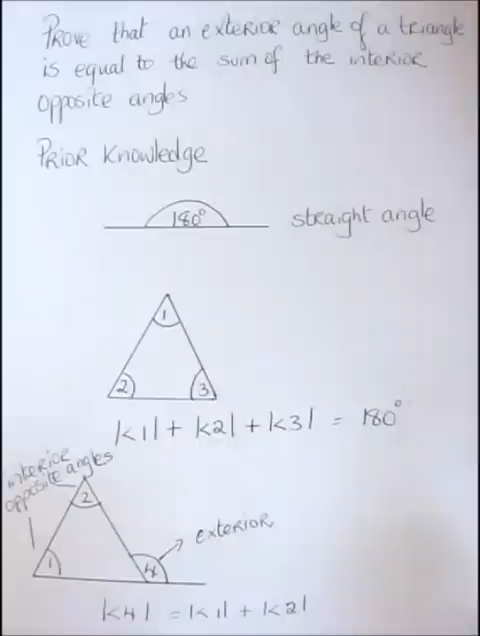 Prove that an exterior angle of a triangle
is equal to the sum of the interior
opposite angles
Prior Knowledge
180° straight angle
1
2 3
|<1| + |<2| + |<3| = 180°
interior
opposite angles
2
exterior
1 4
|<4| = |<1| + |<2|